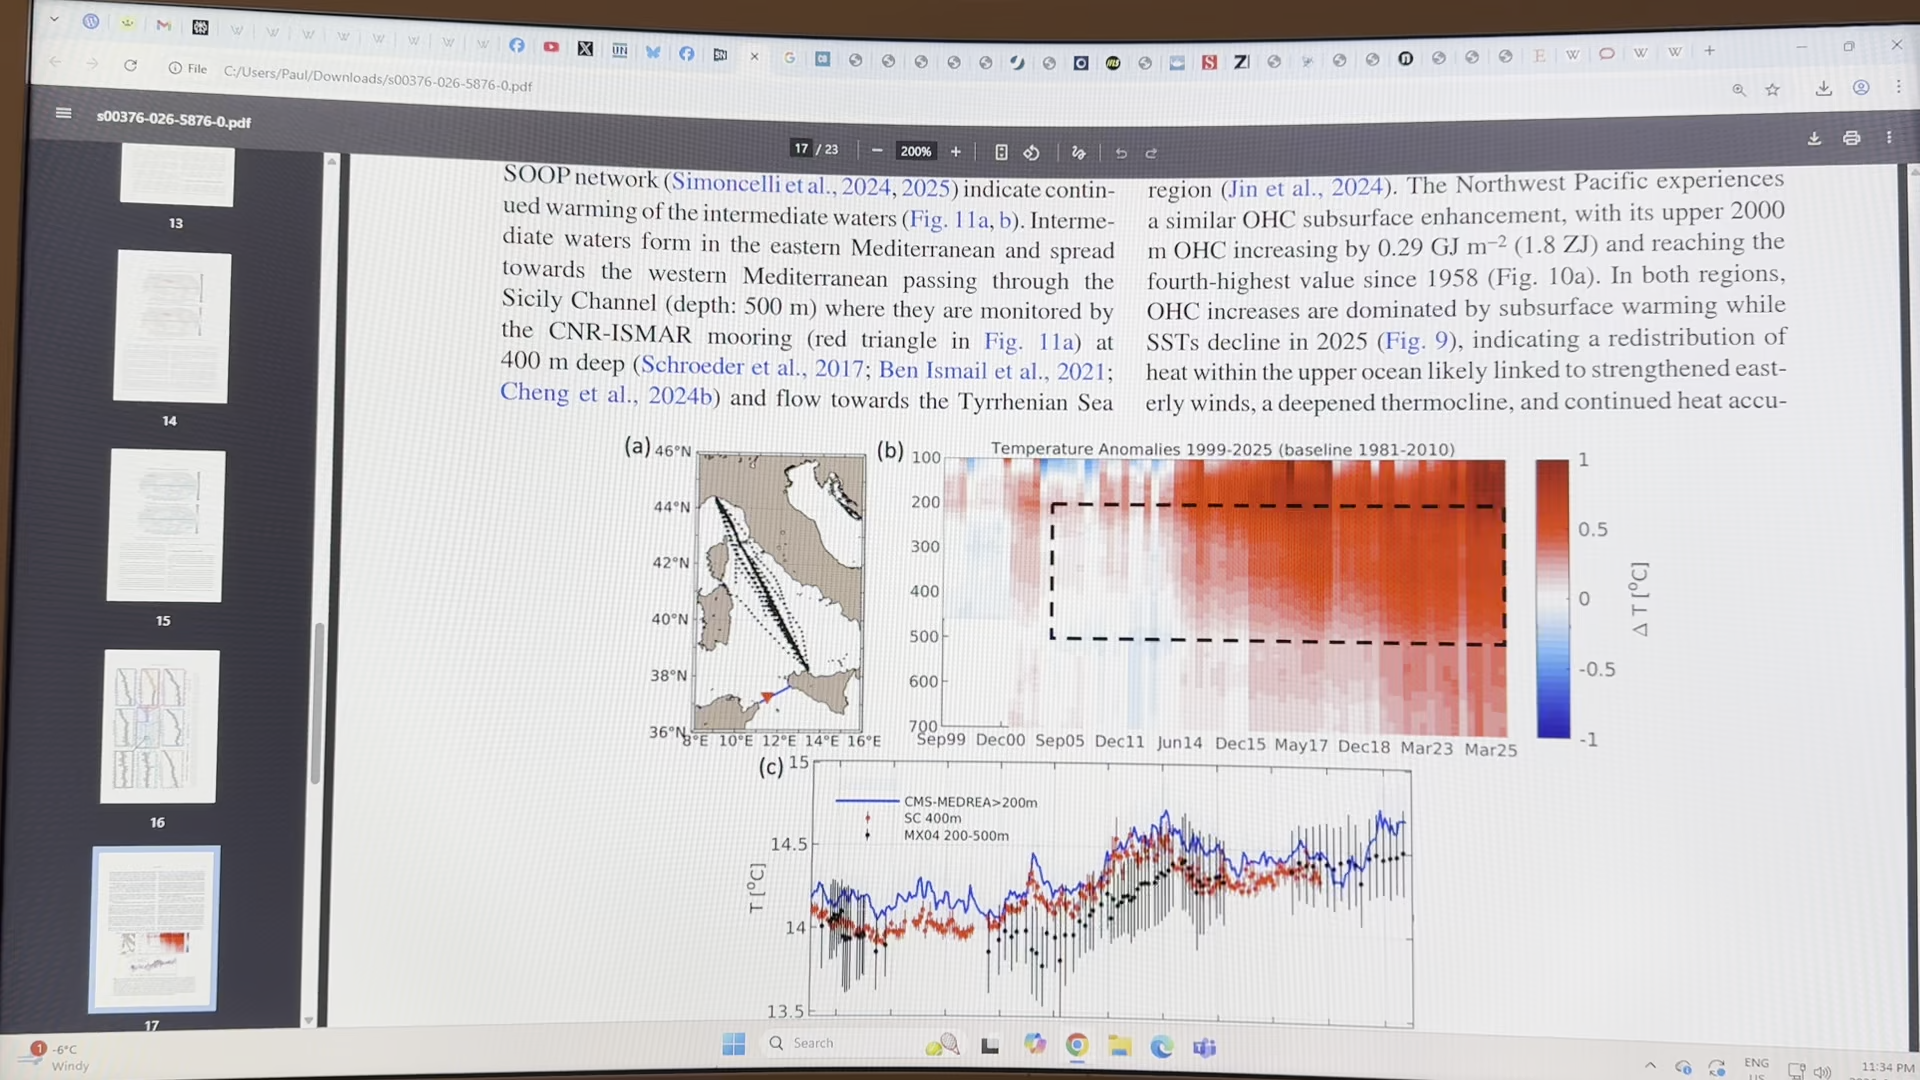 File
C:/Users/Paul/Downloads/s00376-026-5876-0.pdf
s00376-026-5876-0.pdf
17 / 23
200%
13
14
15
16
17
SOOP network (Simoncelli et al., 2024, 2025) indicate contin-
ued warming of the intermediate waters (Fig. 11a, b). Interme-
diate waters form in the eastern Mediterranean and spread
towards the western Mediterranean passing through the
Sicily Channel (depth: 500 m) where they are monitored by
the CNR-ISMAR mooring (red triangle in Fig. 11a) at
400 m deep (Schroeder et al., 2017; Ben Ismail et al., 2021;
Cheng et al., 2024b) and flow towards the Tyrrhenian Sea
region (Jin et al., 2024). The Northwest Pacific experiences
a similar OHC subsurface enhancement, with its upper 2000
m OHC increasing by 0.29 GJ m−2 (1.8 ZJ) and reaching the
fourth-highest value since 1958 (Fig. 10a). In both regions,
OHC increases are dominated by subsurface warming while
SSTs decline in 2025 (Fig. 9), indicating a redistribution of
heat within the upper ocean likely linked to strengthened east-
erly winds, a deepened thermocline, and continued heat accu-
(a)
46°N
44°N
42°N
40°N
38°N
36°N
8°E 10°E 12°E 14°E 16°E
(b)
Temperature Anomalies 1999-2025 (baseline 1981-2010)
100
200
300
400
500
600
700
Sep99 Dec00 Sep05 Dec11 Jun14 Dec15 May17 Dec18 Mar23 Mar25
1
0.5
0
-0.5
-1
Δ T [°C]
(c)
15
14.5
14
13.5
T [°C]
CMS-MEDREA>200m
SC 400m
MX04 200-500m
1
-6°C
Windy
Search
ENG
US
11:34 PM